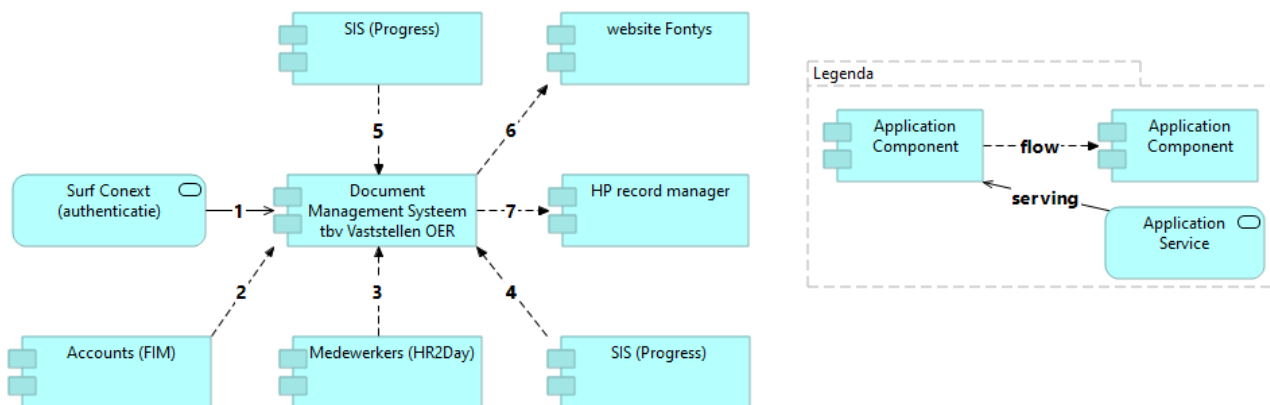 SIS (Progress)
website Fontys
Legenda
Application
Component
flow
Application
Component
serving
Application
Service
5
6
Surf Conext
(authenticatie)
1
Document
Management Systeem
tbv Vaststellen OER
7
HP record manager
2
3
4
Accounts (FIM)
Medewerkers (HR2Day)
SIS (Progress)